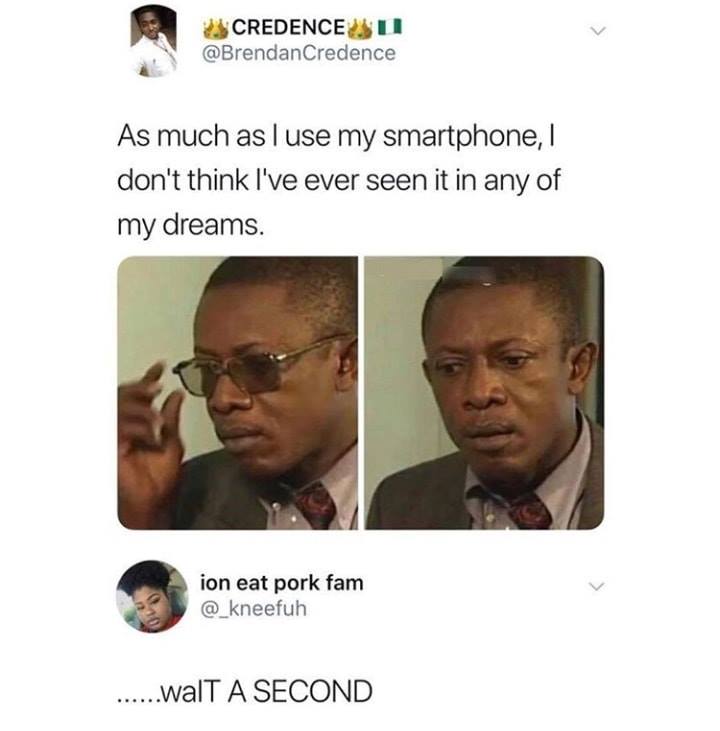 👑CREDENCE👑🇳🇬
@BrendanCredence
As much as I use my smartphone, I
don't think I've ever seen it in any of
my dreams.
ion eat pork fam
@_kneefuh
......waIT A SECOND